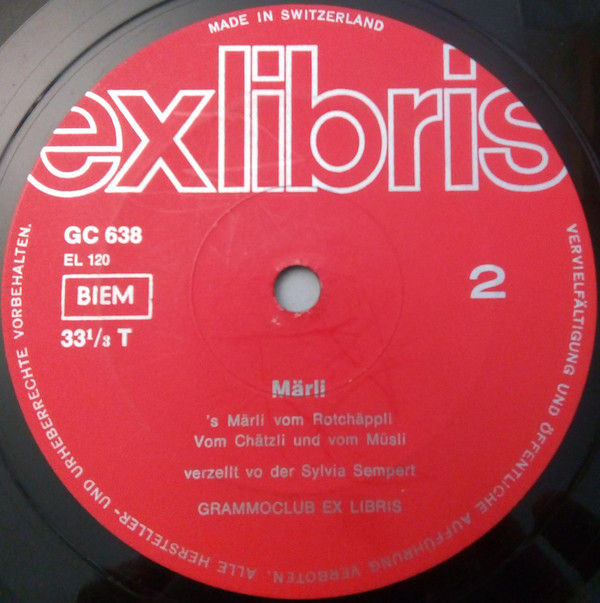 MADE IN SWITZERLAND
exlibris
GC 638
EL 120
BIEM
33⅓ T
2
Märli
's Märli vom Rotchäppli
Vom Chätzli und vom Müsli
verzellt vo der Sylvia Sempert
GRAMMOCLUB EX LIBRIS
ALLE HERSTELLER- UND URHEBERRECHTE VORBEHALTEN.
VERVIELFÄLTIGUNG UND ÖFFENTLICHE AUFFÜHRUNG VERBOTEN.